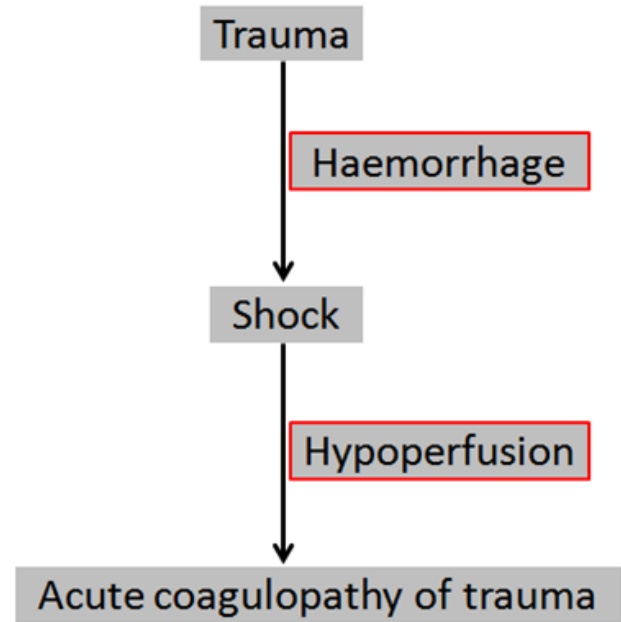 Trauma
Haemorrhage
Shock
Hypoperfusion
Acute coagulopathy of trauma